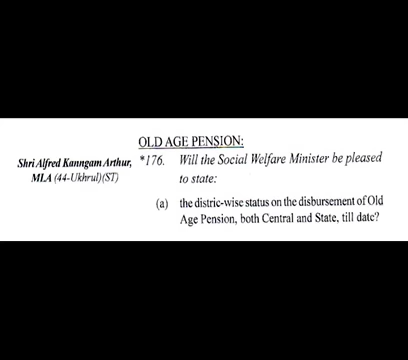 OLD AGE PENSION:
Shri Alfred Kanngam Arthur, *176. Will the Social Welfare Minister be pleased
MLA (44-Ukhrul)(ST) to state:
(a) the distric-wise status on the disbursement of Old
Age Pension, both Central and State, till date?